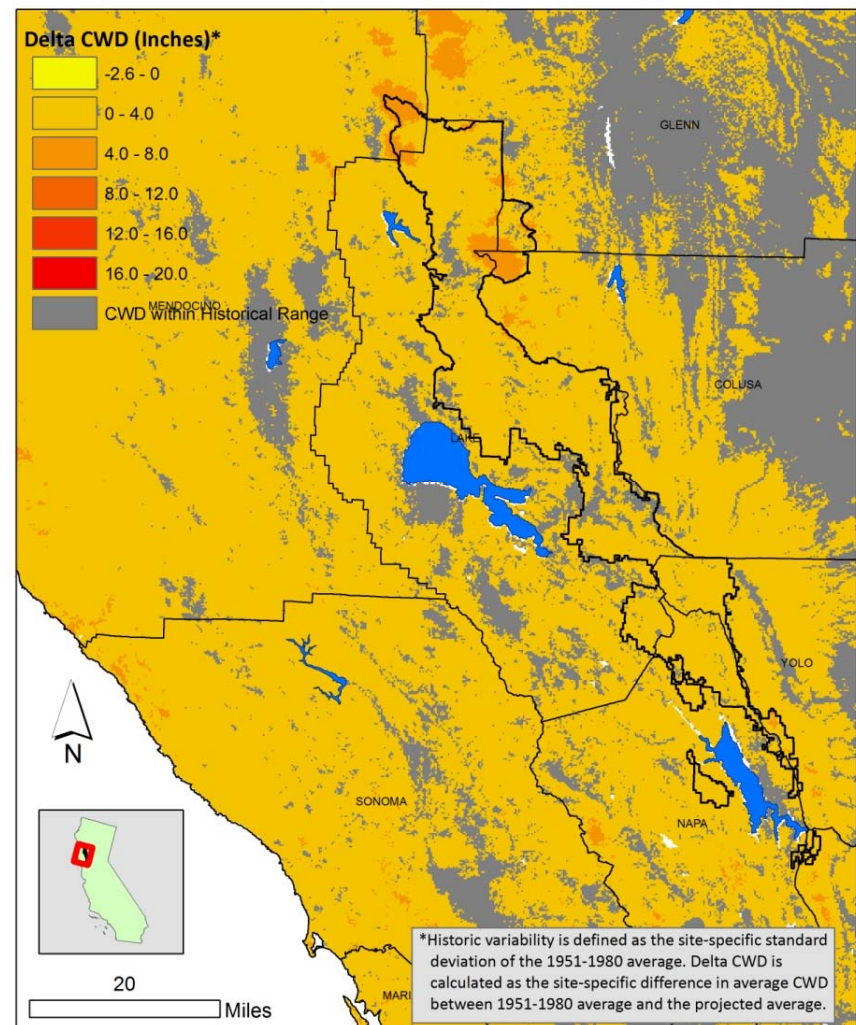 Delta CWD (Inches)*
-2.6 - 0
0 - 4.0
4.0 - 8.0
8.0 - 12.0
12.0 - 16.0
16.0 - 20.0
CWD within Historical Range
MENDOCINO
GLENN
COLUSA
LAKE
YOLO
SONOMA
NAPA
MARI
N
20
Miles
*Historic variability is defined as the site-specific standard
deviation of the 1951-1980 average. Delta CWD is
calculated as the site-specific difference in average CWD
between 1951-1980 average and the projected average.